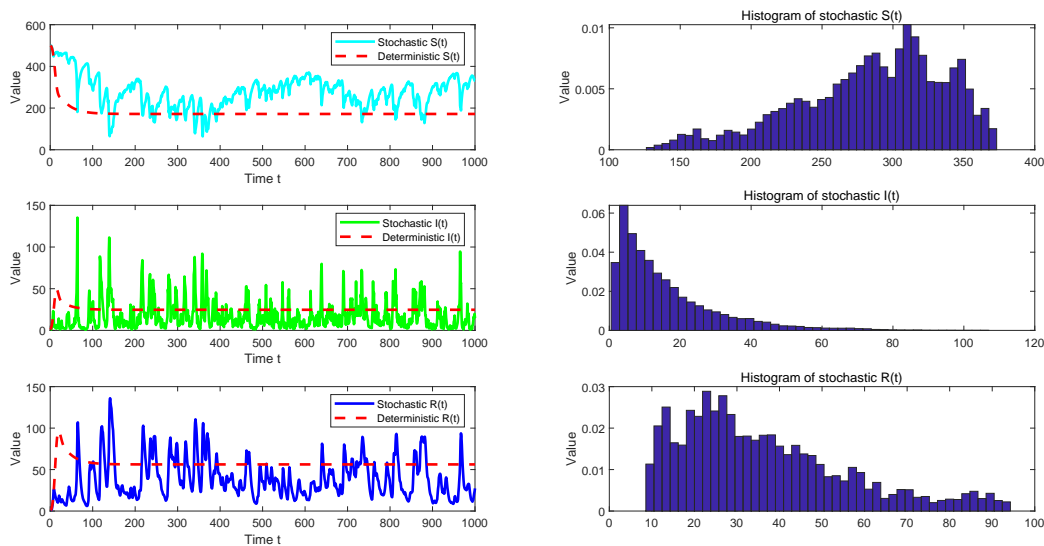 600
400
200
0
Value
Stochastic S(t)
Deterministic S(t)
0 100 200 300 400 500 600 700 800 900 1000
Time t
Histogram of stochastic S(t)
0.01
0.005
0
Value
100 150 200 250 300 350 400
150
100
50
0
Value
Stochastic I(t)
Deterministic I(t)
0 100 200 300 400 500 600 700 800 900 1000
Time t
Histogram of stochastic I(t)
0.06
0.04
0.02
0
Value
0 20 40 60 80 100 120
150
100
50
0
Value
Stochastic R(t)
Deterministic R(t)
0 100 200 300 400 500 600 700 800 900 1000
Time t
Histogram of stochastic R(t)
0.03
0.02
0.01
0
Value
0 10 20 30 40 50 60 70 80 90 100